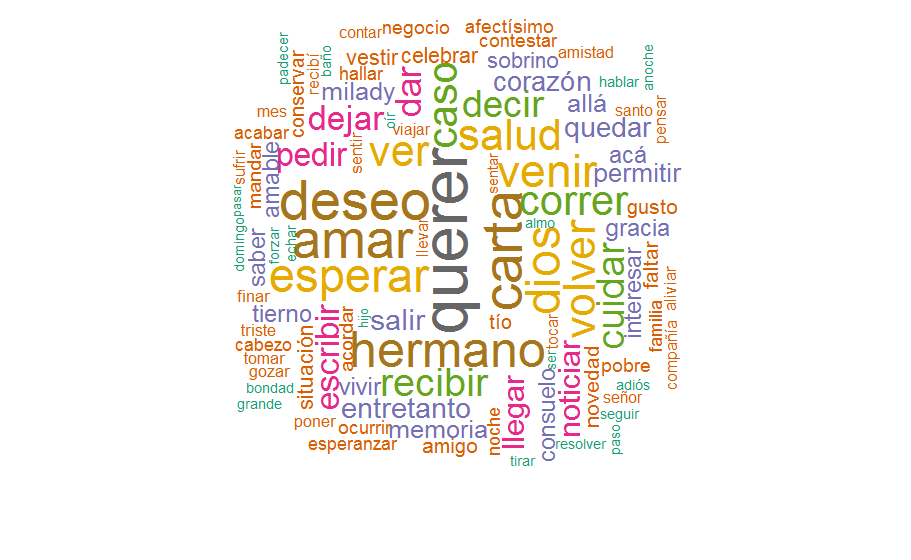 contar
negocio
afectísimo
contestar
amistad
padecer
conservar
recibí
baño
vestir
celebrar
sobrino
anoche
hallar
dar
caso
corazón
hablar
milady
decir
allá
santo
pensar
mes
dejar
oír
viajar
salud
quedar
acabar
sentir
ver
acá
sufrir
mandar
amable
pedir
sentar
venir
permitir
pasar
deseo
querer
carta
correr
gusto
domingo
saber
forzar
echar
amar
llevar
almo
gracia
dios
volver
cuidar
interesar
faltar
aliviar
esperar
finar
tierno
escribir
acordar
hijo
salir
tío
tocar
familia
compañía
triste
cabezo
situación
hermano
ser
noticiar
novedad
tomar
gozar
pobre
bondad
vivir
recibir
llegar
consuelo
adiós
señor
grande
entretanto
noche
seguir
paso
poner
ocurrir
memoria
esperanzar
amigo
resolver
tirar